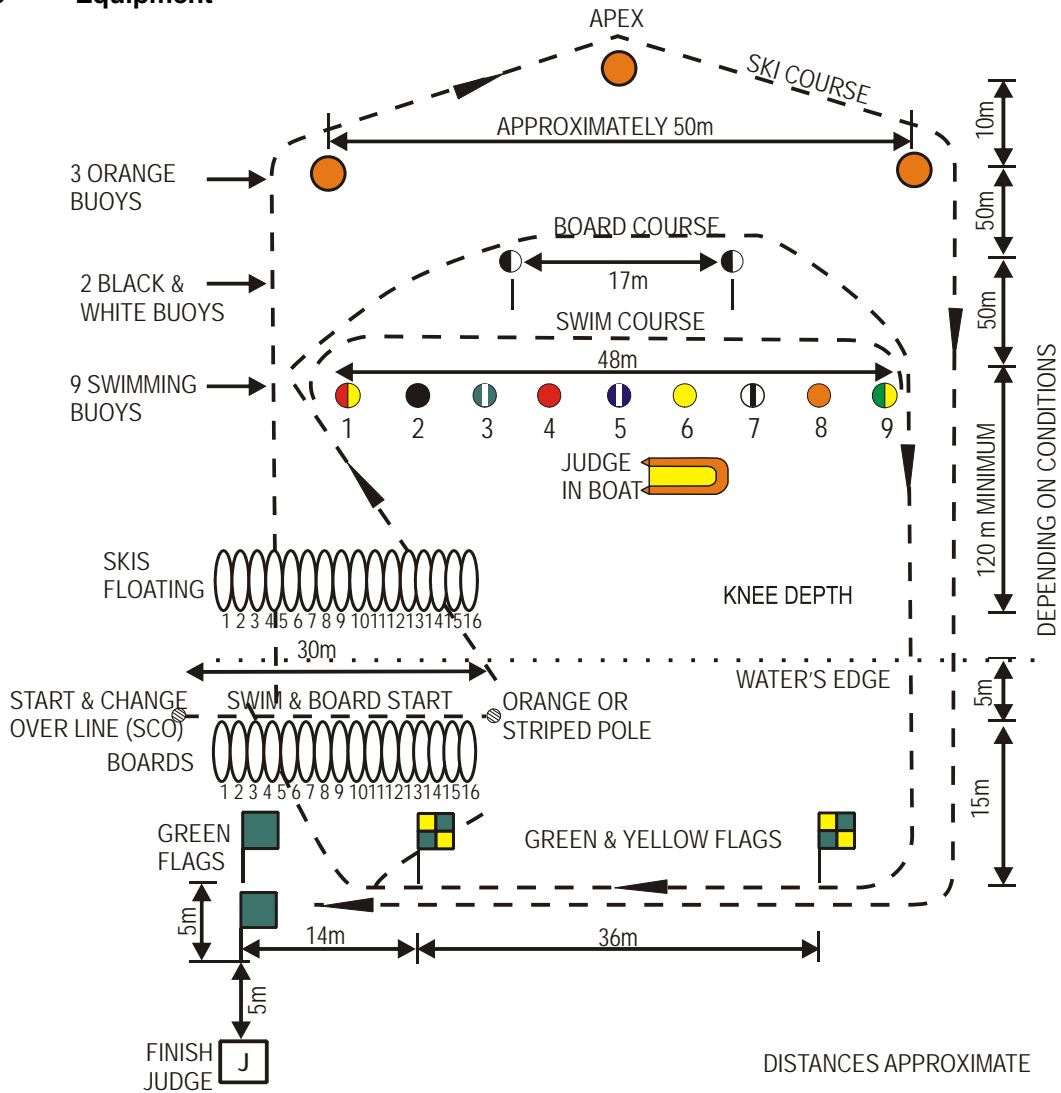 Equipment
APEX
SKI COURSE
10m
APPROXIMATELY 50m
3 ORANGE
BUOYS
50m
BOARD COURSE
2 BLACK &
WHITE BUOYS
17m
50m
SWIM COURSE
9 SWIMMING
BUOYS
48m
1 2 3 4 5 6 7 8 9
JUDGE
IN BOAT
120 m MINIMUM
DEPENDING ON CONDITIONS
SKIS
FLOATING
KNEE DEPTH
1 2 3 4 5 6 7 8 9 10 11 12 13 14 15 16
30m
WATER'S EDGE
5m
START & CHANGE
OVER LINE (SCO)
SWIM & BOARD START
ORANGE OR
STRIPED POLE
BOARDS
1 2 3 4 5 6 7 8 9 10 11 12 13 14 15 16
15m
GREEN
FLAGS
GREEN & YELLOW FLAGS
5m
14m
36m
5m
FINISH
JUDGE
J
DISTANCES APPROXIMATE